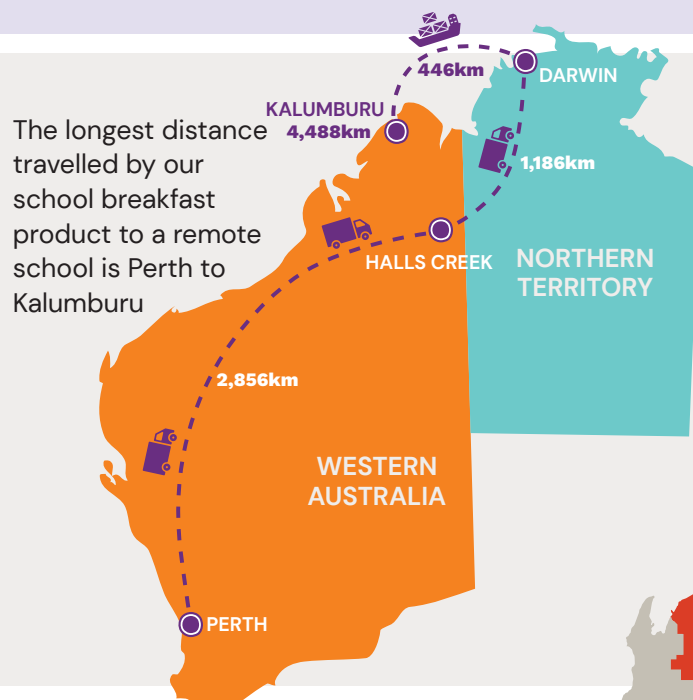 The longest distance
travelled by our
school breakfast
product to a remote
school is Perth to
Kalumburu
446km
DARWIN
KALUMBURU
4,488km
1,186km
HALLS CREEK
NORTHERN
TERRITORY
2,856km
WESTERN
AUSTRALIA
PERTH